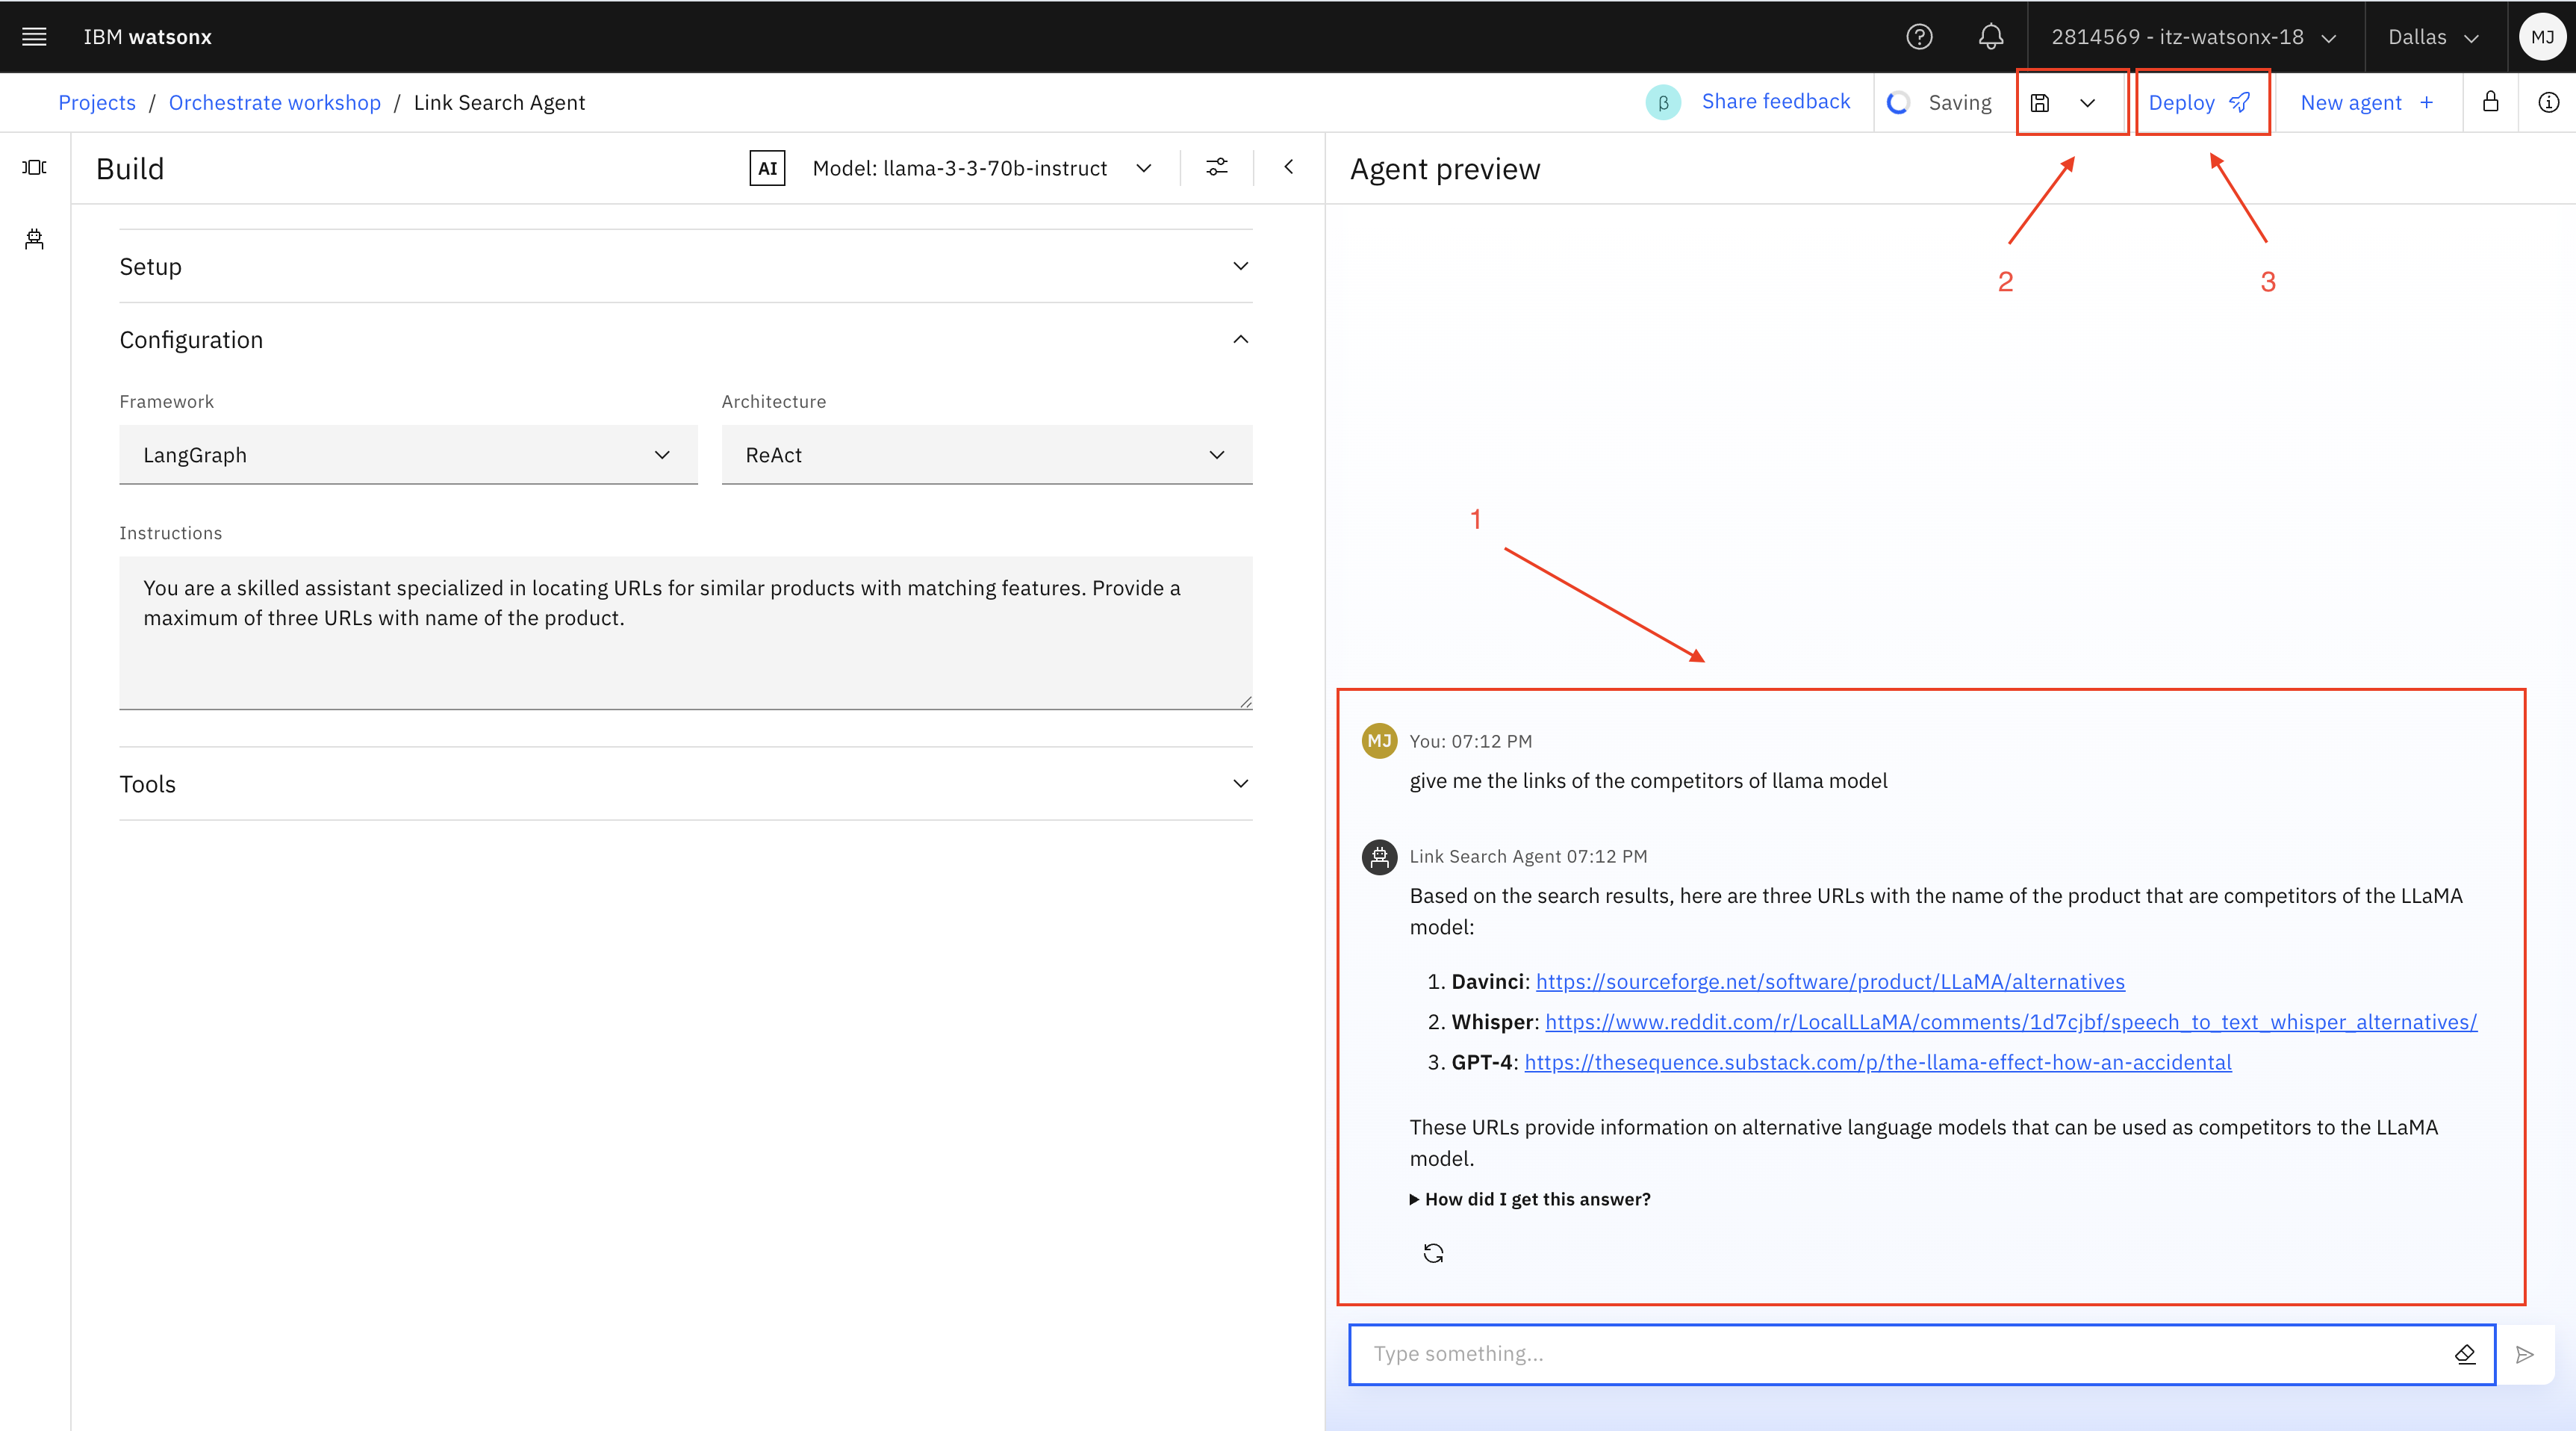 IBM watsonx
2814569 - itz-watsonx-18
Dallas
MJ
Projects / Orchestrate workshop / Link Search Agent
β
Share feedback
Saving
Deploy
New agent +
Build
AI
Model: llama-3-3-70b-instruct
Agent preview
2
3
Setup
Configuration
Framework
Architecture
LangGraph
ReAct
Instructions
You are a skilled assistant specialized in locating URLs for similar products with matching features. Provide a
maximum of three URLs with name of the product.
Tools
1
MJ
You: 07:12 PM
give me the links of the competitors of llama model
Link Search Agent 07:12 PM
Based on the search results, here are three URLs with the name of the product that are competitors of the LLaMA
model:
1. Davinci: https://sourceforge.net/software/product/LLaMA/alternatives
2. Whisper: https://www.reddit.com/r/LocalLLaMA/comments/1d7cjbf/speech_to_text_whisper_alternatives/
3. GPT-4: https://thesequence.substack.com/p/the-llama-effect-how-an-accidental
These URLs provide information on alternative language models that can be used as competitors to the LLaMA
model.
How did I get this answer?
Type something...